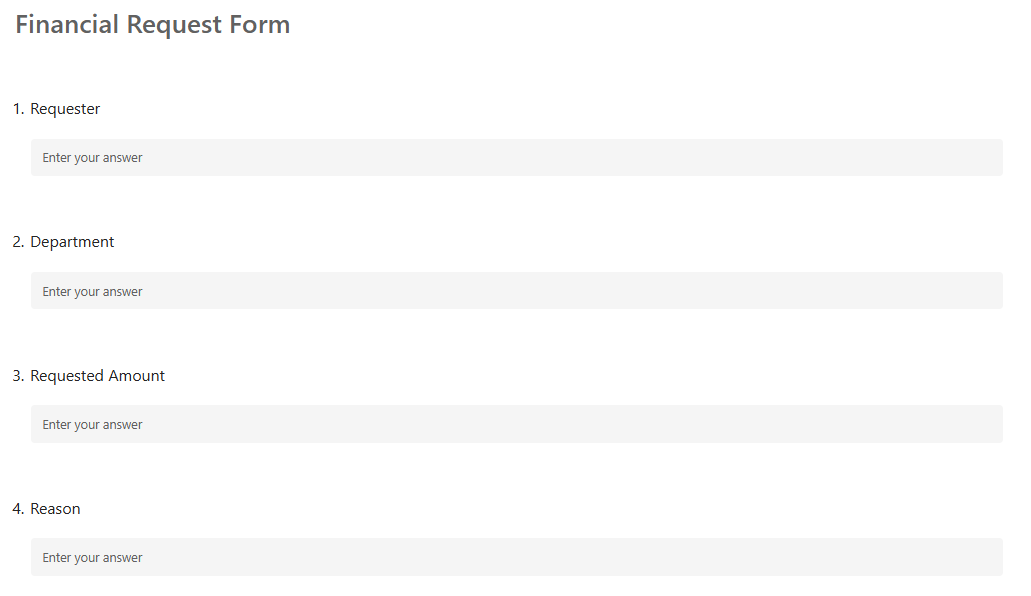 Financial Request Form
1. Requester
Enter your answer
2. Department
Enter your answer
3. Requested Amount
Enter your answer
4. Reason
Enter your answer